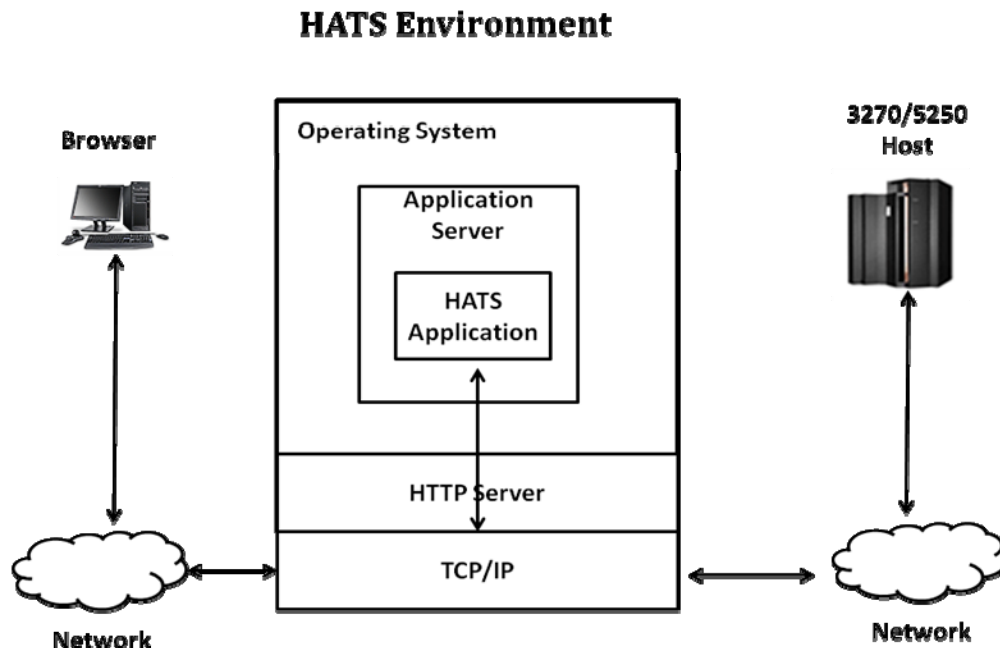 HATS Environment
Browser
Operating System
Application
Server
HATS
Application
HTTP Server
TCP/IP
3270/5250
Host
Network
Network